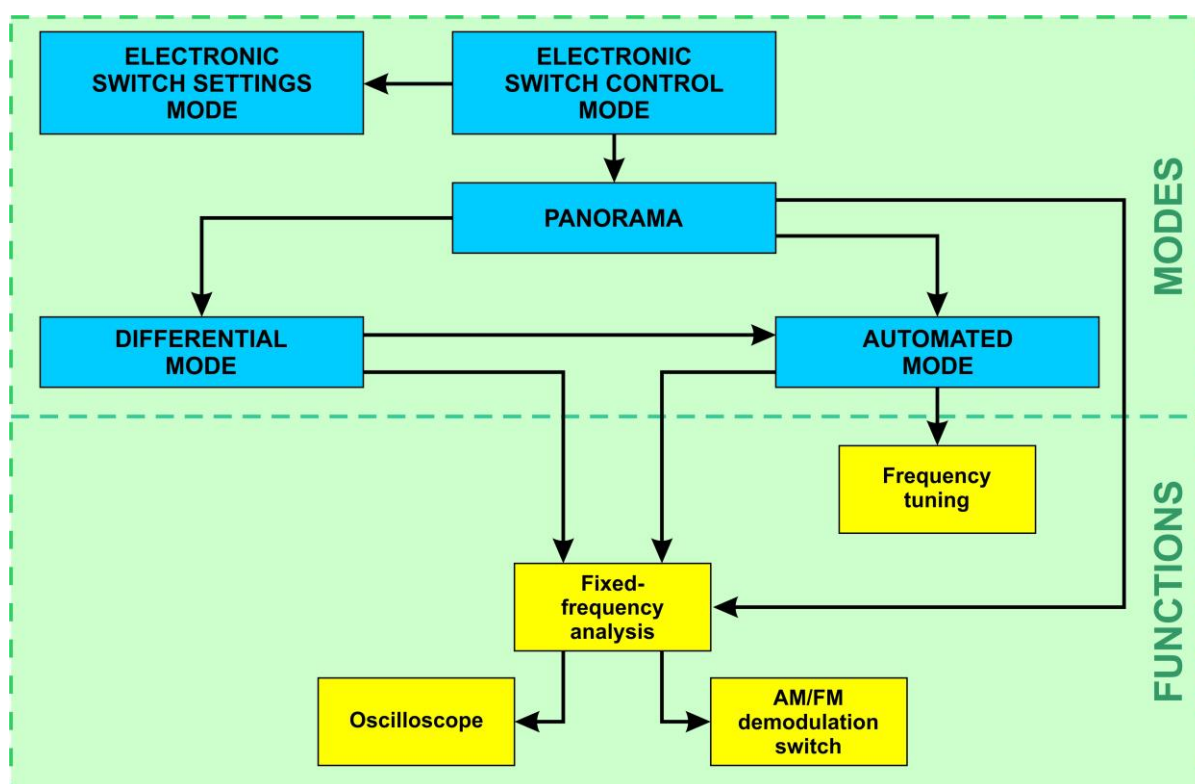 ELECTRONIC
SWITCH SETTINGS
MODE
ELECTRONIC
SWITCH CONTROL
MODE
PANORAMA
MODES
DIFFERENTIAL
MODE
AUTOMATED
MODE
Frequency
tuning
FUNCTIONS
Fixed-
frequency
analysis
Oscilloscope
AM/FM
demodulation
switch